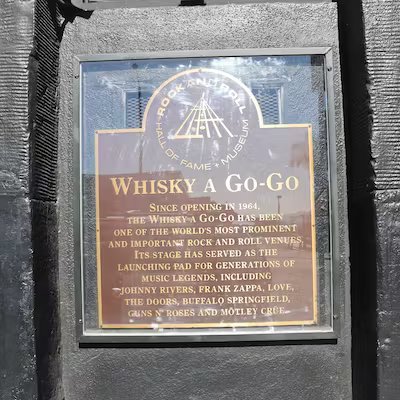 ROCK AND ROLL
HALL OF FAME + MUSEUM
WHISKY A GO-GO
SINCE OPENING IN 1964,
THE WHISKY A GO-GO HAS BEEN
ONE OF THE WORLD'S MOST PROMINENT
AND IMPORTANT ROCK AND ROLL VENUES.
ITS STAGE HAS SERVED AS THE
LAUNCHING PAD FOR GENERATIONS OF
MUSIC LEGENDS, INCLUDING
JOHNNY RIVERS, FRANK ZAPPA, LOVE,
THE DOORS, BUFFALO SPRINGFIELD,
GUNS N' ROSES AND MÖTLEY CRÜE.